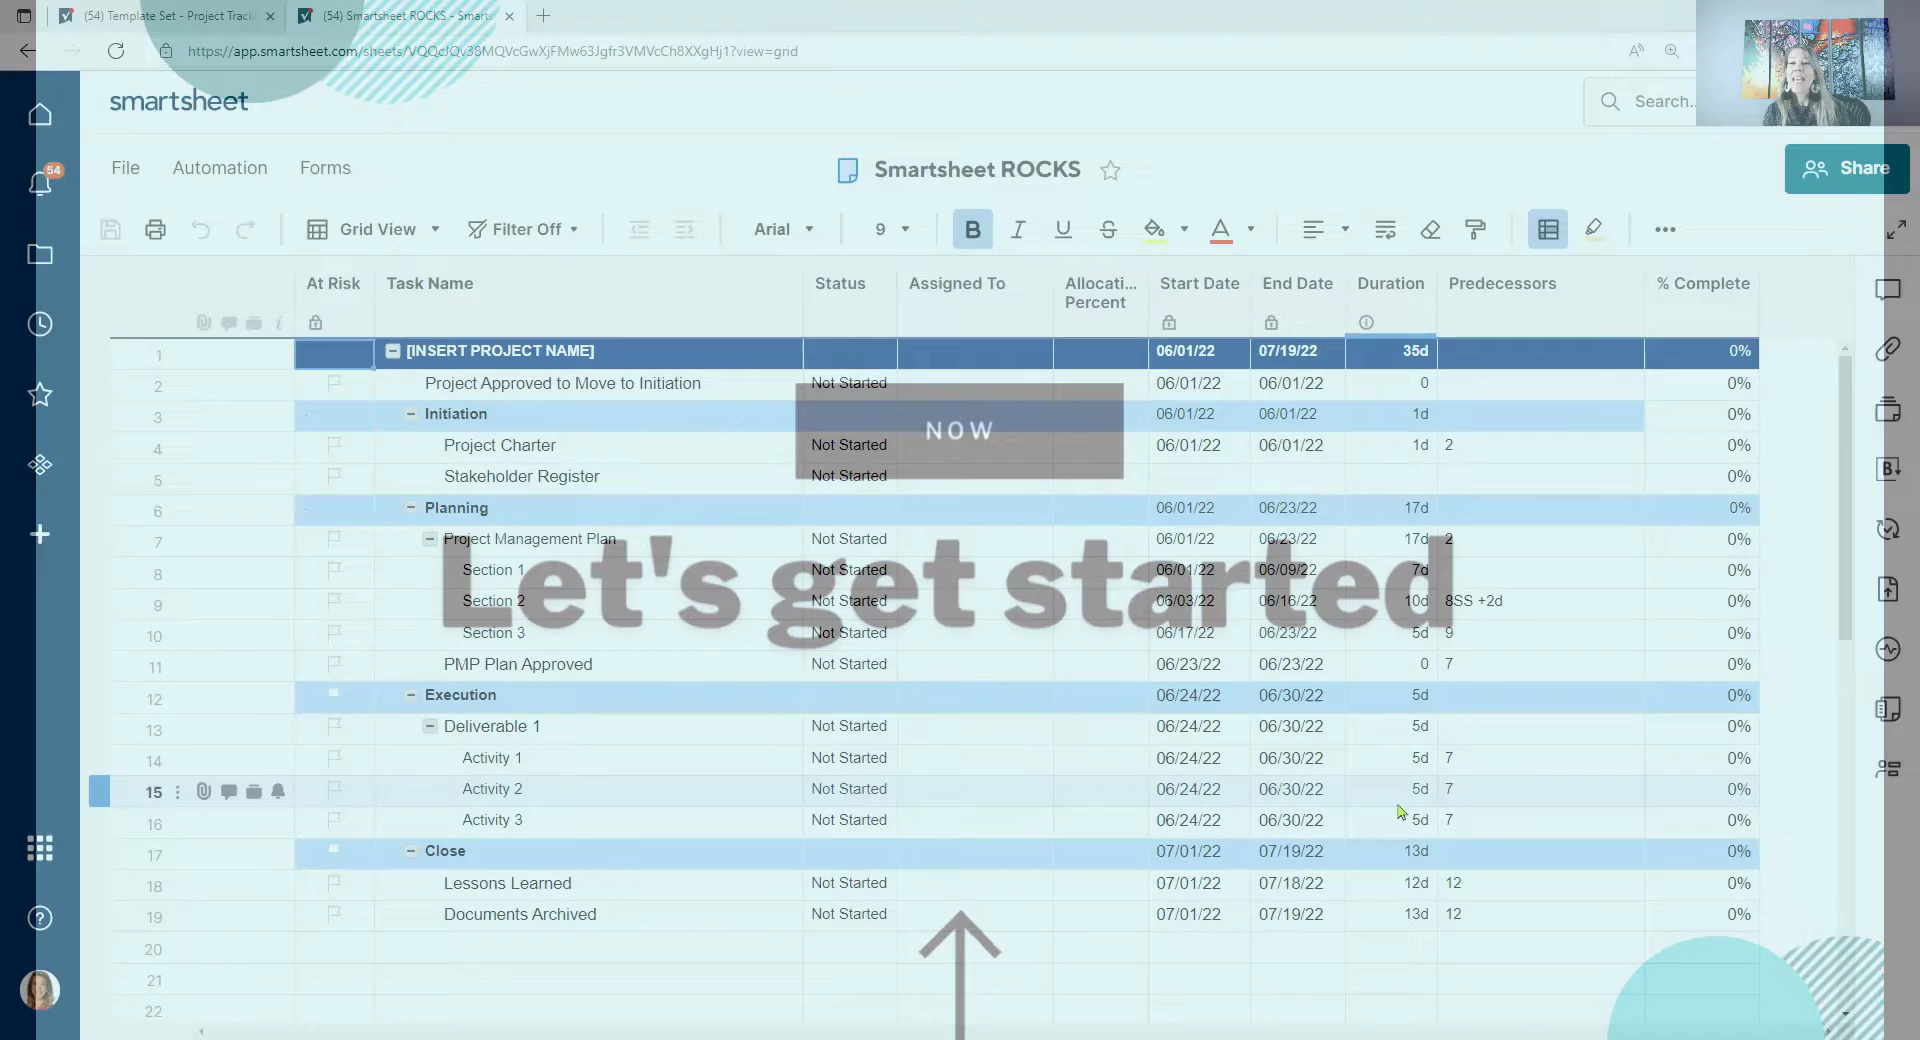 (54) Template Set - Project Track
(54) Smartsheet ROCKS - Smarts
https://app.smartsheet.com/sheets/VQQcJQv38MQVcGwXjFMw63Jgfr3VMVcCh8XXgHj1?view=grid
smartsheet
Search...
54
File Automation Forms
Smartsheet ROCKS
Share
Grid View Filter Off Arial 9 B I U S A
At Risk Task Name Status Assigned To Allocati... Percent Start Date End Date Duration Predecessors % Complete
1 [INSERT PROJECT NAME] 06/01/22 07/19/22 35d 0%
2 Project Approved to Move to Initiation Not Started 06/01/22 06/01/22 0 0%
3 Initiation 06/01/22 06/01/22 1d 0%
NOW
4 Project Charter Not Started 06/01/22 06/01/22 1d 2 0%
5 Stakeholder Register Not Started 0%
6 Planning 06/01/22 06/23/22 17d 0%
7 Project Management Plan Not Started 06/01/22 06/23/22 17d 2 0%
8 Section 1 Not Started 06/01/22 06/09/22 7d 0%
Let's get started
9 Section 2 Not Started 06/03/22 06/16/22 10d 8SS +2d 0%
10 Section 3 Not Started 06/17/22 06/23/22 5d 9 0%
11 PMP Plan Approved Not Started 06/23/22 06/23/22 0 7 0%
12 Execution 06/24/22 06/30/22 5d 0%
13 Deliverable 1 Not Started 06/24/22 06/30/22 5d 0%
14 Activity 1 Not Started 06/24/22 06/30/22 5d 7 0%
15 Activity 2 Not Started 06/24/22 06/30/22 5d 7 0%
16 Activity 3 Not Started 06/24/22 06/30/22 5d 7 0%
17 Close 07/01/22 07/19/22 13d 0%
18 Lessons Learned Not Started 07/01/22 07/18/22 12d 12 0%
19 Documents Archived Not Started 07/01/22 07/19/22 13d 12 0%
20
21
22